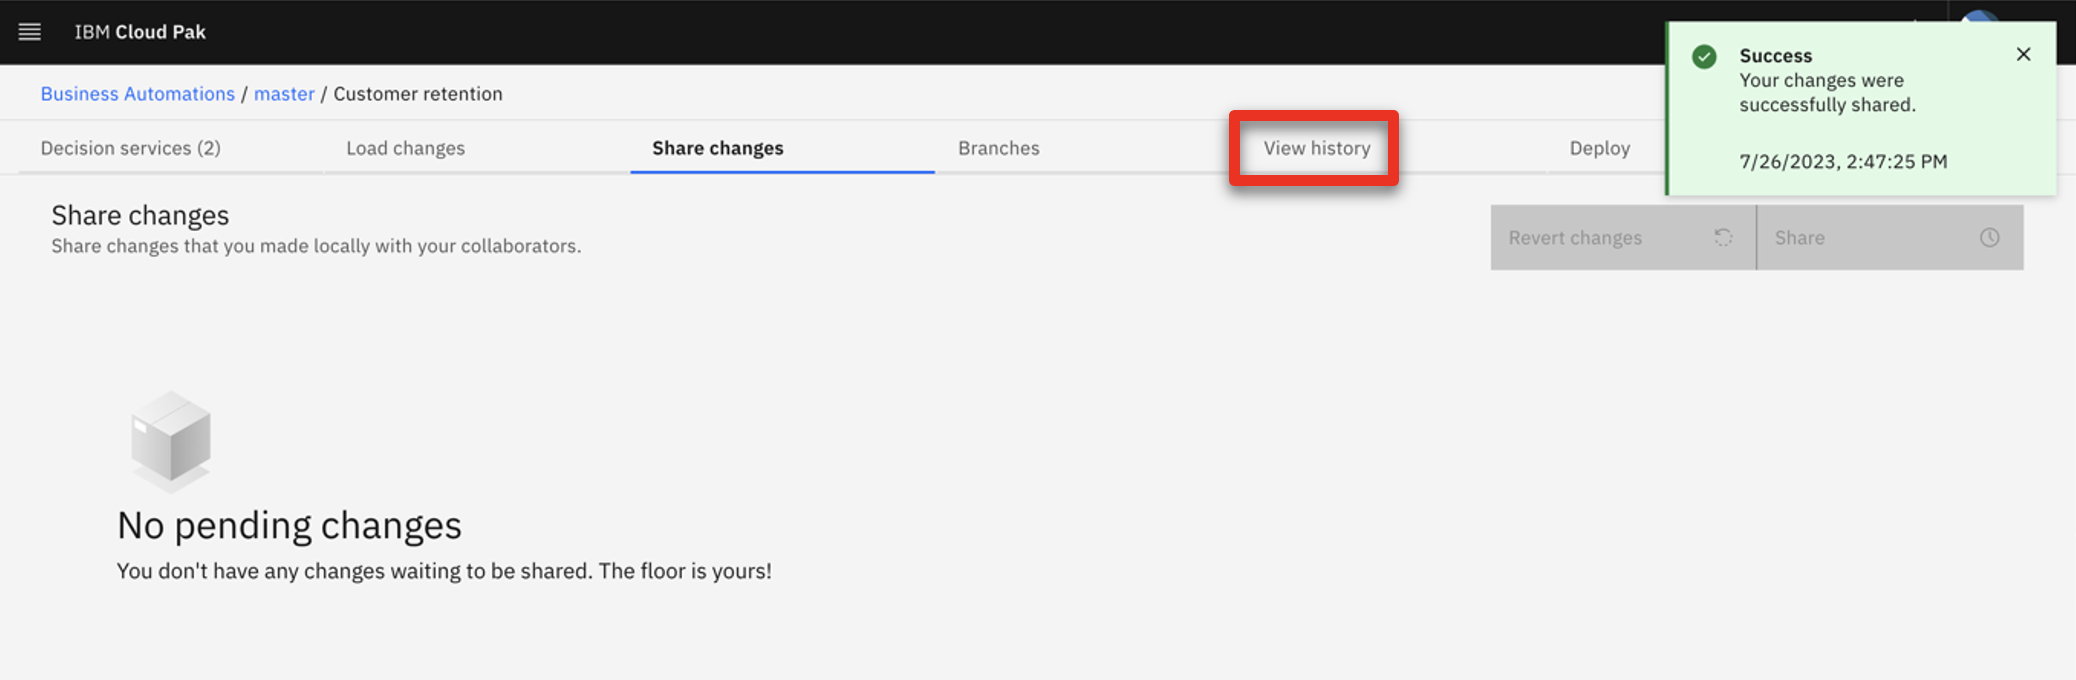 IBM Cloud Pak
Success
Your changes were
successfully shared.
7/26/2023, 2:47:25 PM
Business Automations / master / Customer retention
Decision services (2)
Load changes
Share changes
Branches
View history
Deploy
Share changes
Share changes that you made locally with your collaborators.
Revert changes
Share
No pending changes
You don't have any changes waiting to be shared. The floor is yours!